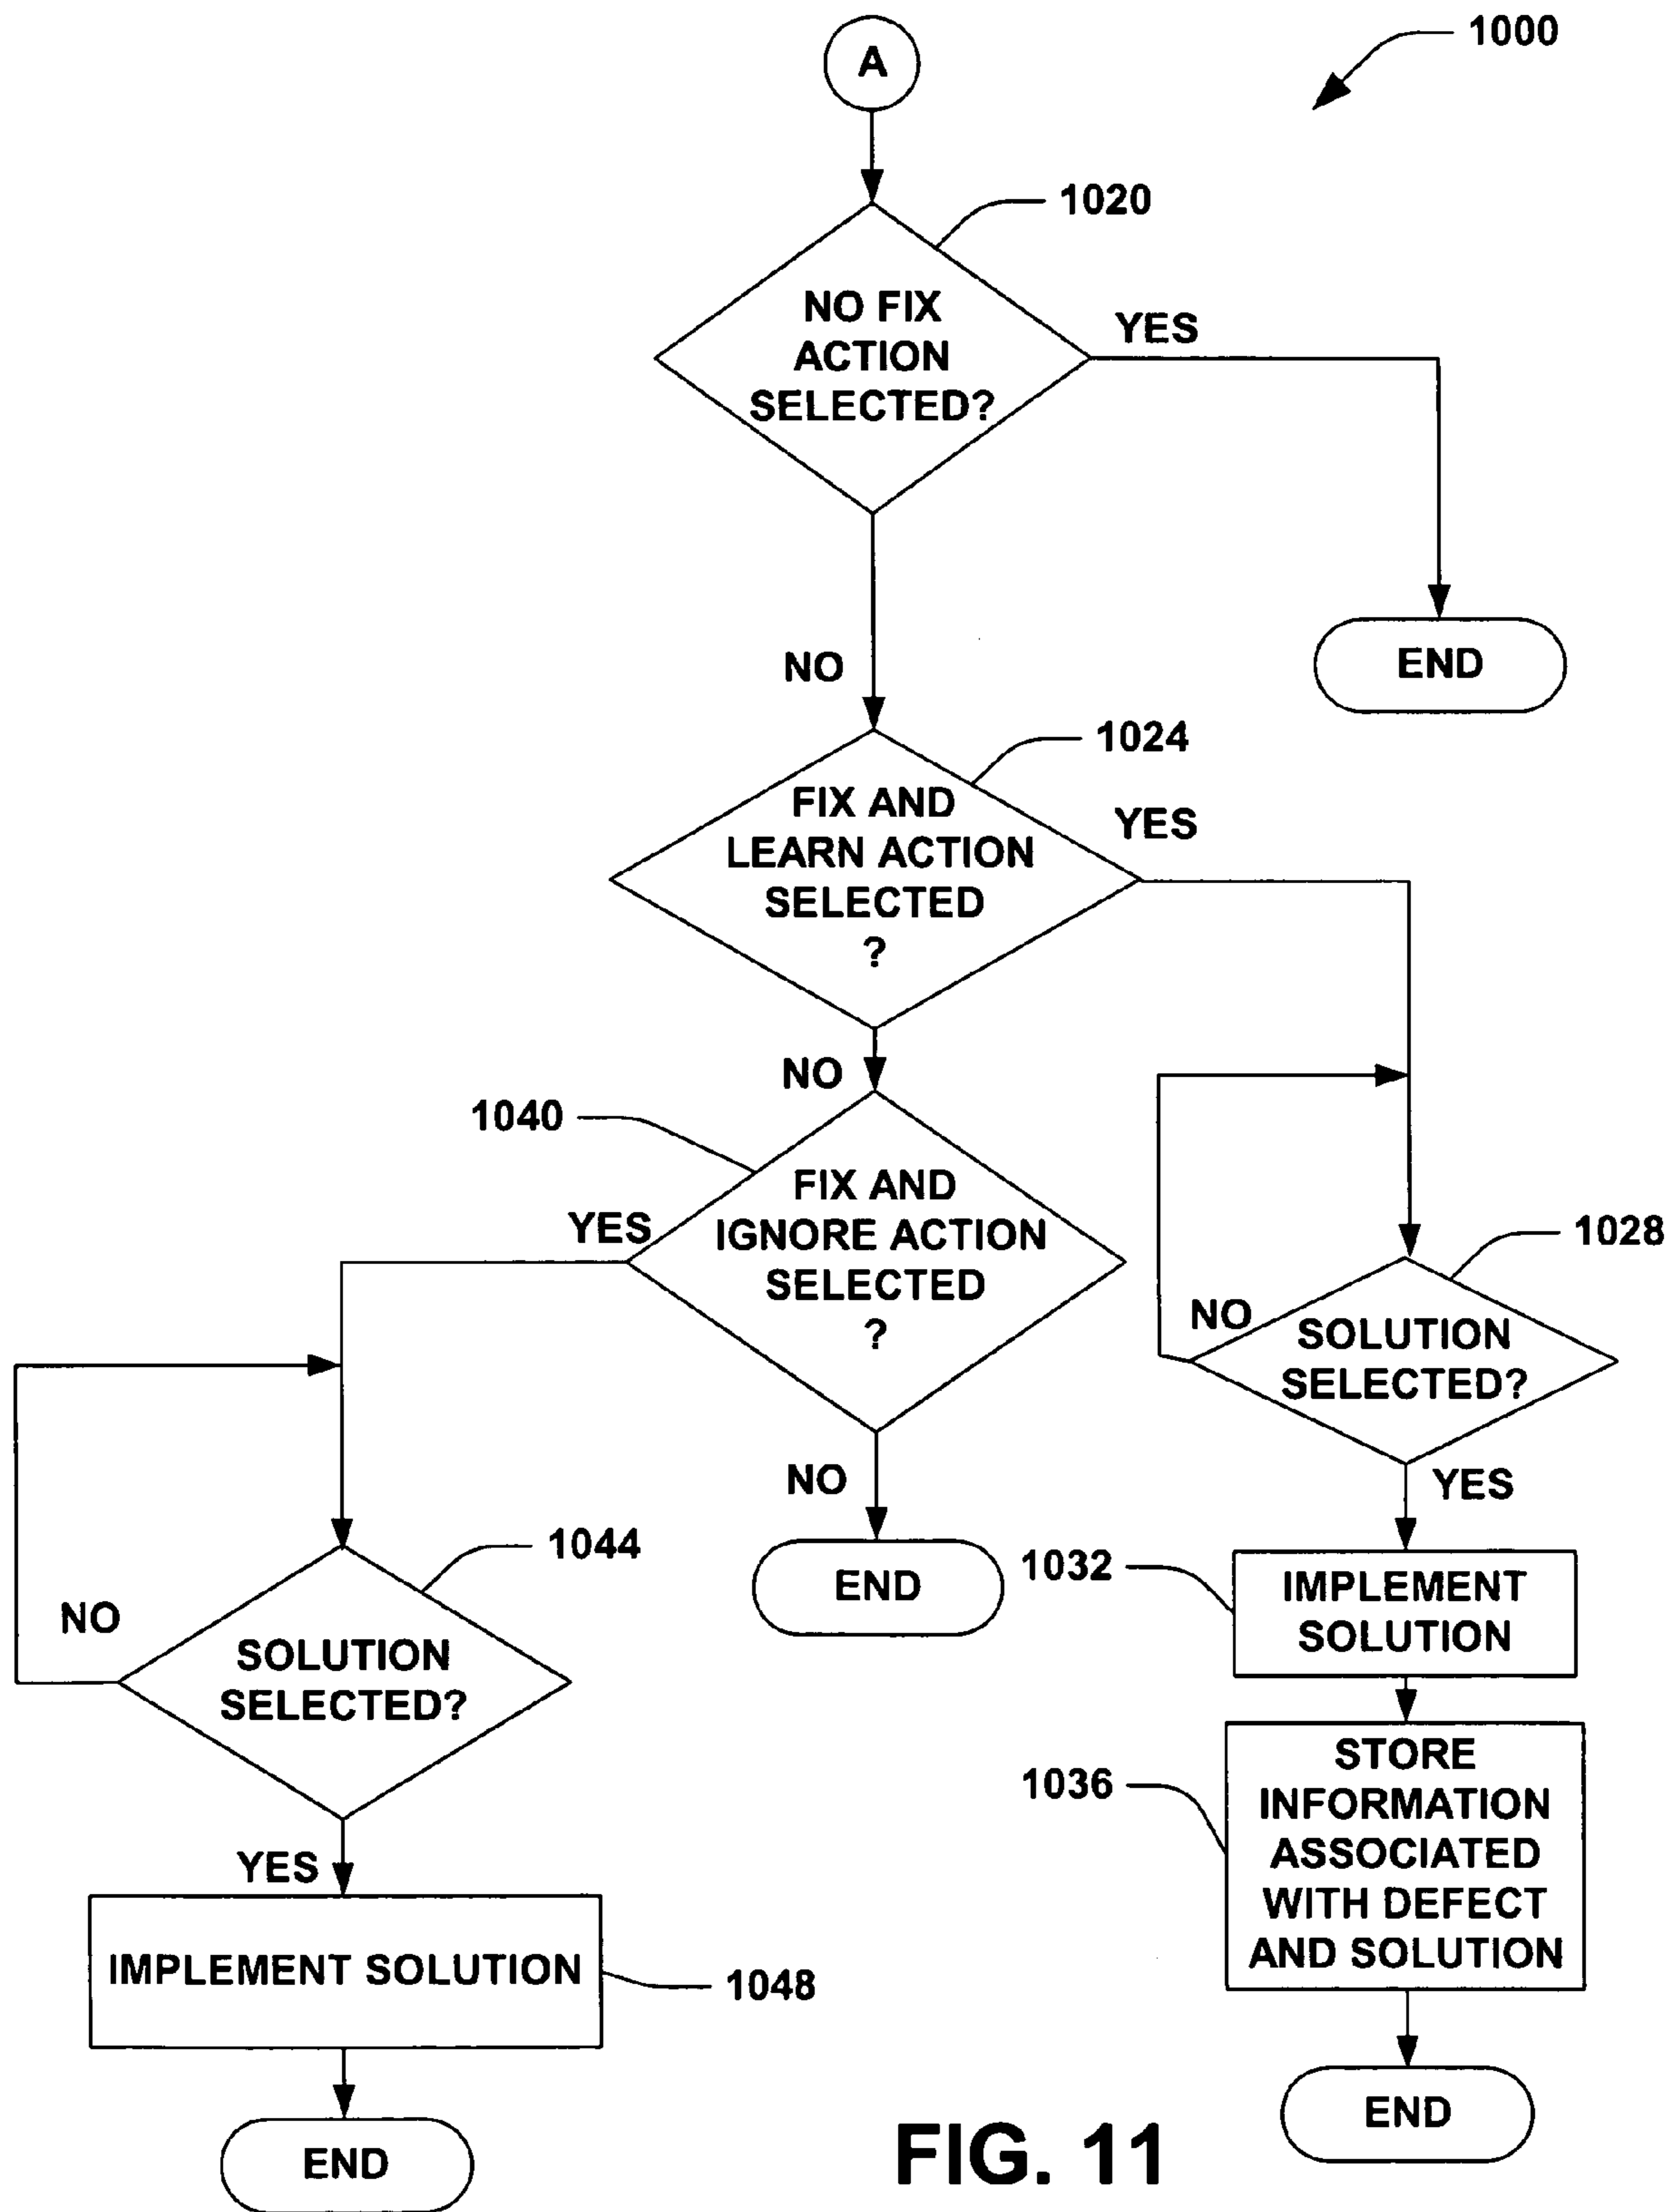 A
1000
1020
NO FIX
ACTION
SELECTED?
YES
END
NO
1024
FIX AND
LEARN ACTION
SELECTED
?
YES
NO
1040
FIX AND
IGNORE ACTION
SELECTED
?
YES
NO
END
1028
SOLUTION
SELECTED?
NO
YES
1032
IMPLEMENT
SOLUTION
1036
STORE
INFORMATION
ASSOCIATED
WITH DEFECT
AND SOLUTION
END
1044
SOLUTION
SELECTED?
NO
YES
IMPLEMENT SOLUTION
1048
END
FIG. 11